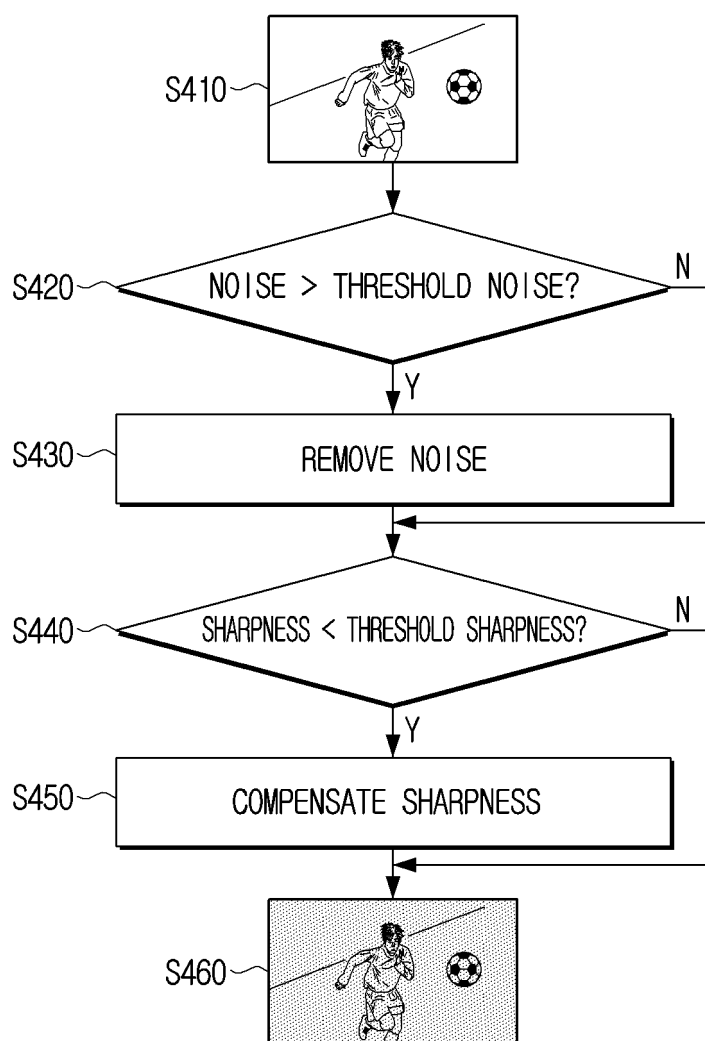 S410
S420
NOISE > THRESHOLD NOISE?
N
Y
S430
REMOVE NOISE
S440
SHARPNESS < THRESHOLD SHARPNESS?
N
Y
S450
COMPENSATE SHARPNESS
S460